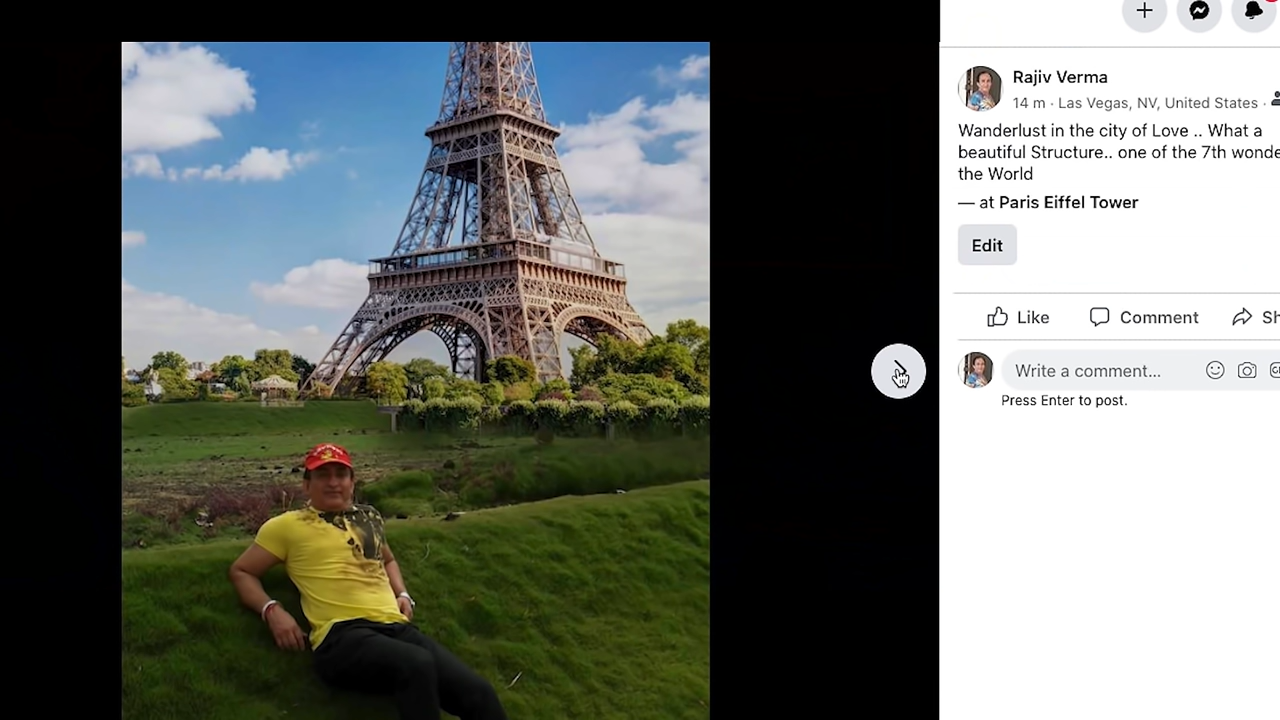 Rajiv Verma
14 m · Las Vegas, NV, United States ·
Wanderlust in the city of Love .. What a
beautiful Structure.. one of the 7th wonde
the World
— at Paris Eiffel Tower
Edit
Like Comment Sh
Write a comment...
Press Enter to post.